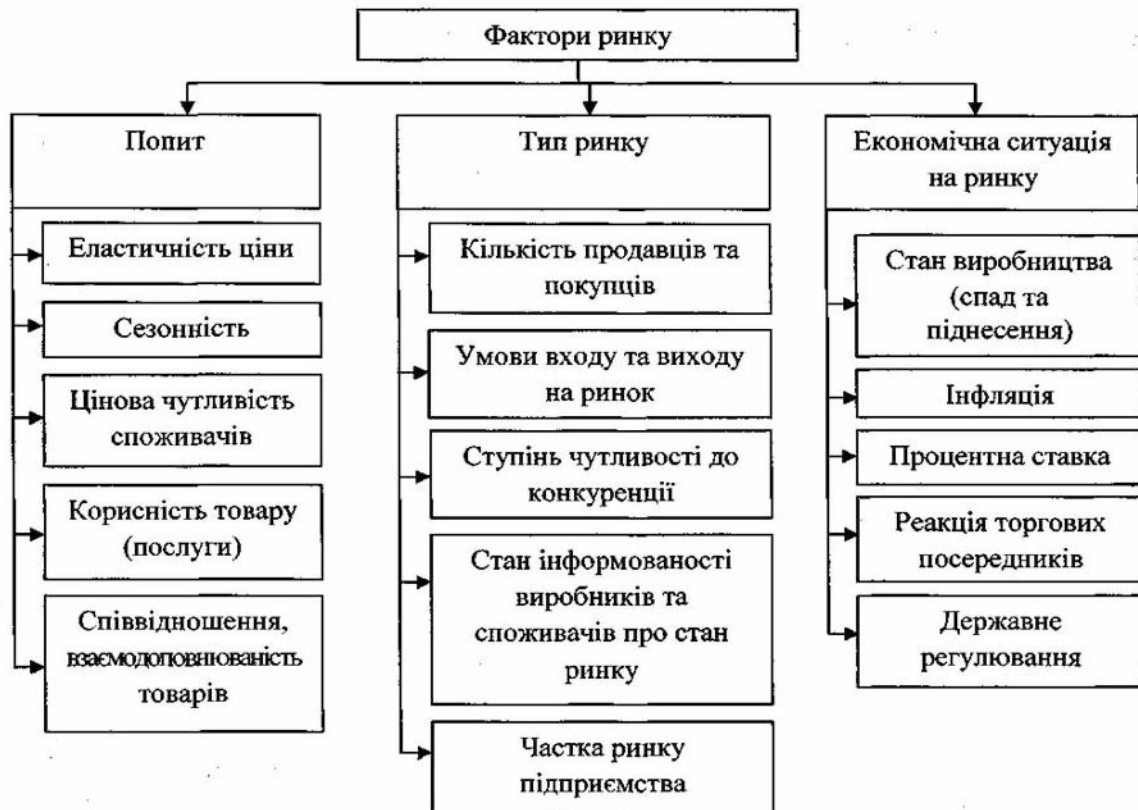 Фактори ринку
Попит
Еластичність ціни
Сезонність
Цінова чутливість
споживачів
Корисність товару
(послуги)
Співвідношення,
взаємодоповнюваність
товарів
Тип ринку
Кількість продавців та
покупців
Умови входу та виходу
на ринок
Ступінь чутливості до
конкуренції
Стан інформованості
виробників та
споживачів про стан
ринку
Частка ринку
підприємства
Економічна ситуація
на ринку
Стан виробництва
(спад та
піднесення)
Інфляція
Процентна ставка
Реакція торгових
посередників
Державне
регулювання